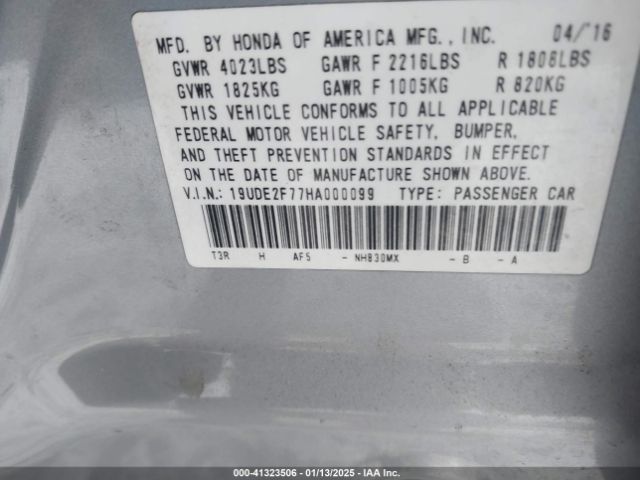 MFD. BY HONDA OF AMERICA MFG., INC. 04/'16
GVWR 4023LBS GAWR F 2216LBS R 1808LBS
GVWR 1825KG GAWR F 1005KG R 820KG
THIS VEHICLE CONFORMS TO ALL APPLICABLE
FEDERAL MOTOR VEHICLE SAFETY, BUMPER,
AND THEFT PREVENTION STANDARDS IN EFFECT
ON THE DATE OF MANUFACTURE SHOWN ABOVE.
V.I.N.: 19UDE2F77HA000099 TYPE: PASSENGER CAR
T3R H AF5 - NH830MX - B - A
000-41323506 - 01/13/2025 - IAA Inc.